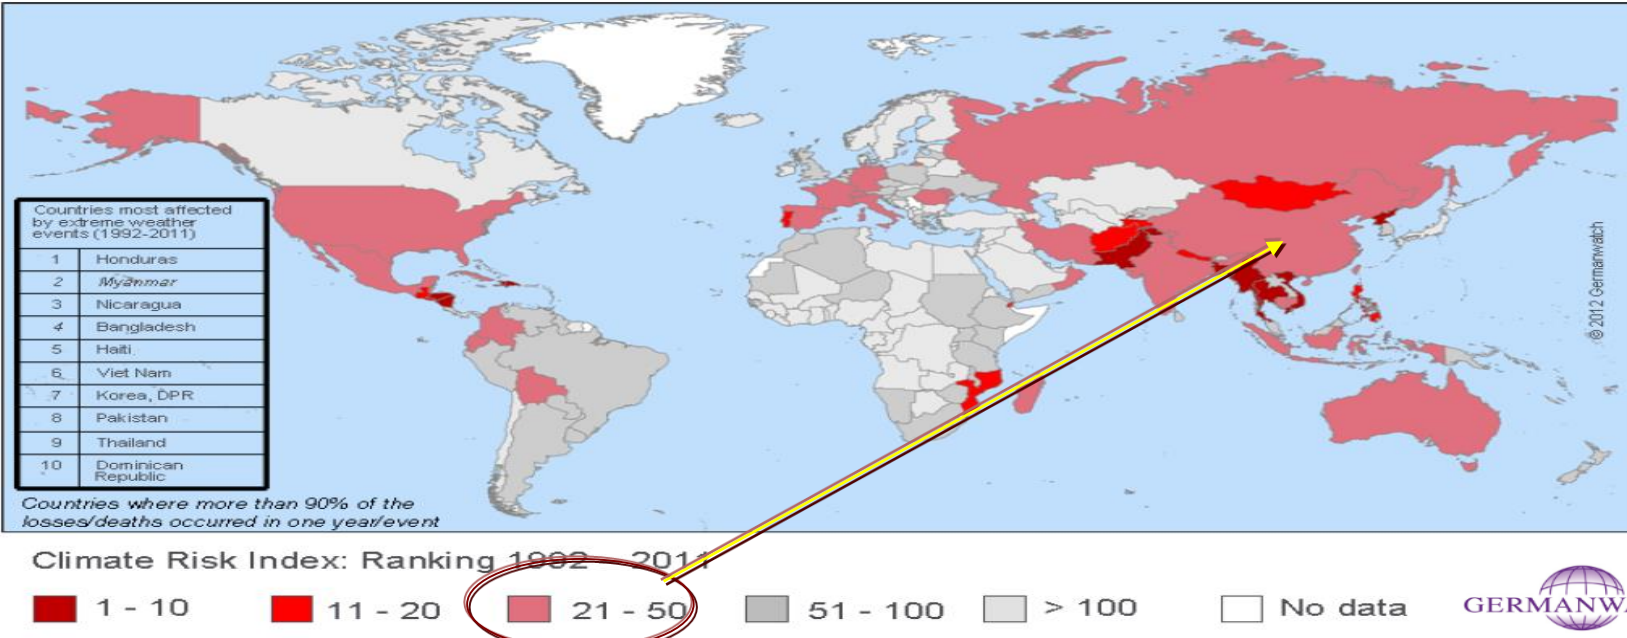 Countries most affected
by extreme weather
events (1992-2011)
1 Honduras
2 Myanmar
3 Nicaragua
4 Bangladesh
5 Haiti
6 Viet Nam
7 Korea, DPR
8 Pakistan
9 Thailand
10 Dominican
Republic
Countries where more than 90% of the
losses/deaths occurred in one year/event
© 2012 Germanwatch
Climate Risk Index: Ranking 1992 - 2011
1 - 10
11 - 20
21 - 50
51 - 100
> 100
No data
GERMANWA